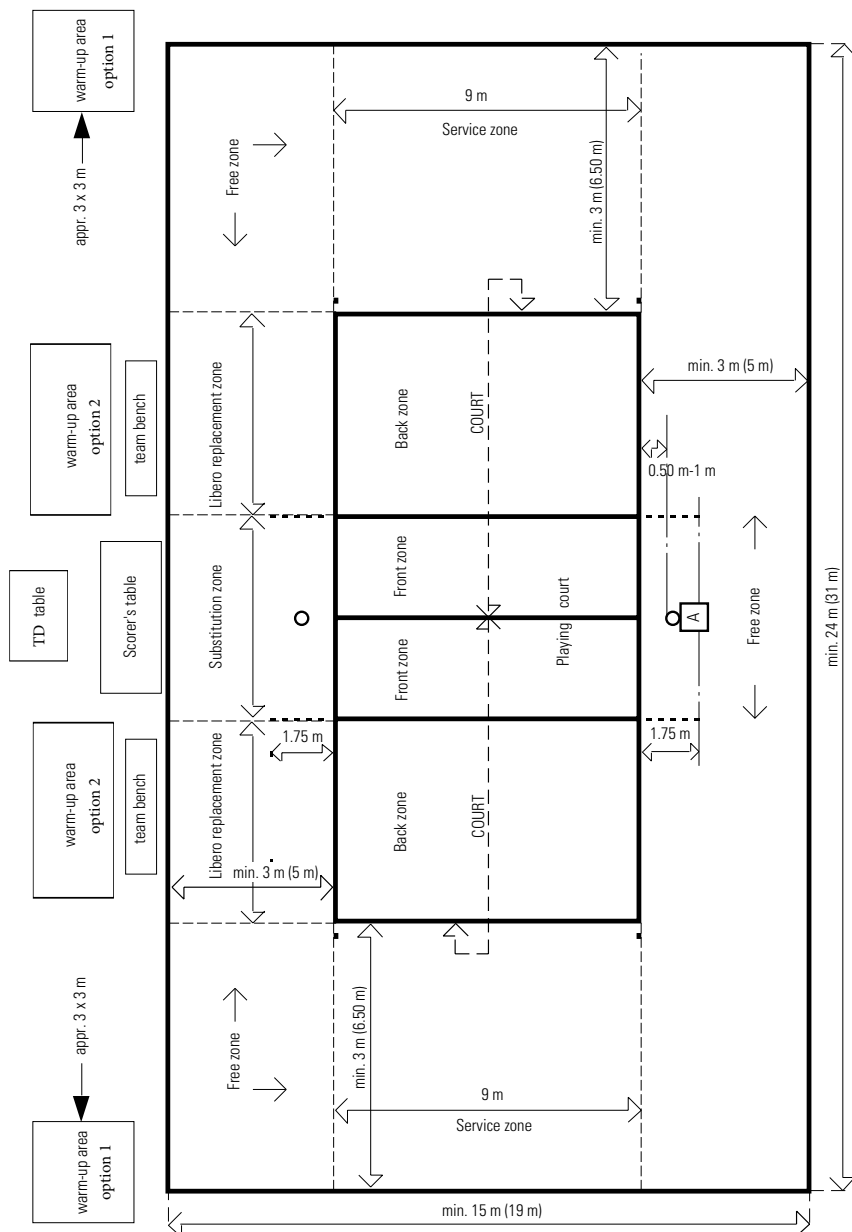 warm-up area
option 1
appr. 3 x 3 m
Free zone
9 m
Service zone
min. 3 m (6.50 m)
warm-up area
option 2
team bench
Libero replacement zone
Back zone
COURT
min. 3 m (5 m)
0.50 m-1 m
TD table
Scorer's table
Substitution zone
Front zone
Front zone
Playing court
A
Free zone
min. 24 m (31 m)
warm-up area
option 2
team bench
Libero replacement zone
1.75 m
Back zone
COURT
1.75 m
min. 3 m (5 m)
appr. 3 x 3 m
Free zone
min. 3 m (6.50 m)
9 m
Service zone
warm-up area
option 1
min. 15 m (19 m)